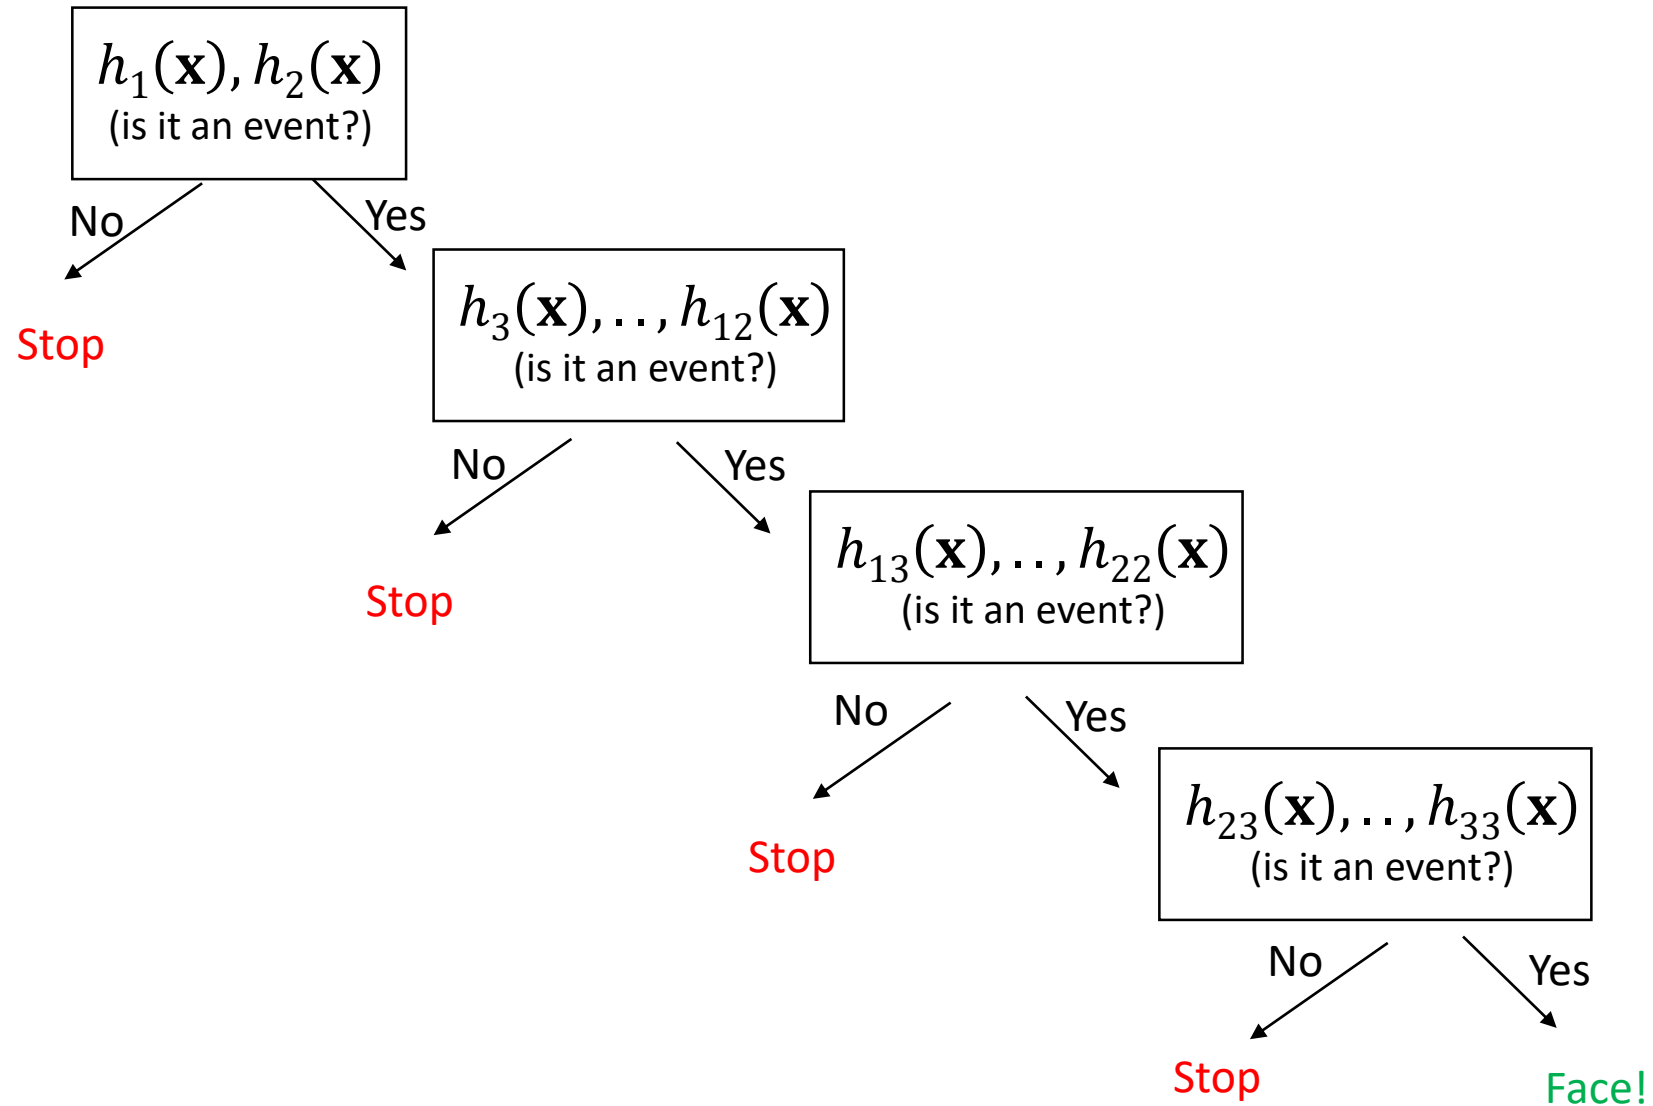 h₁(𝐱), h₂(𝐱)
(is it an event?)
No
Yes
Stop
h₃(𝐱),..,h₁₂(𝐱)
(is it an event?)
No
Yes
Stop
h₁₃(𝐱),..,h₂₂(𝐱)
(is it an event?)
No
Yes
Stop
h₂₃(𝐱),..,h₃₃(𝐱)
(is it an event?)
No
Yes
Stop
Face!